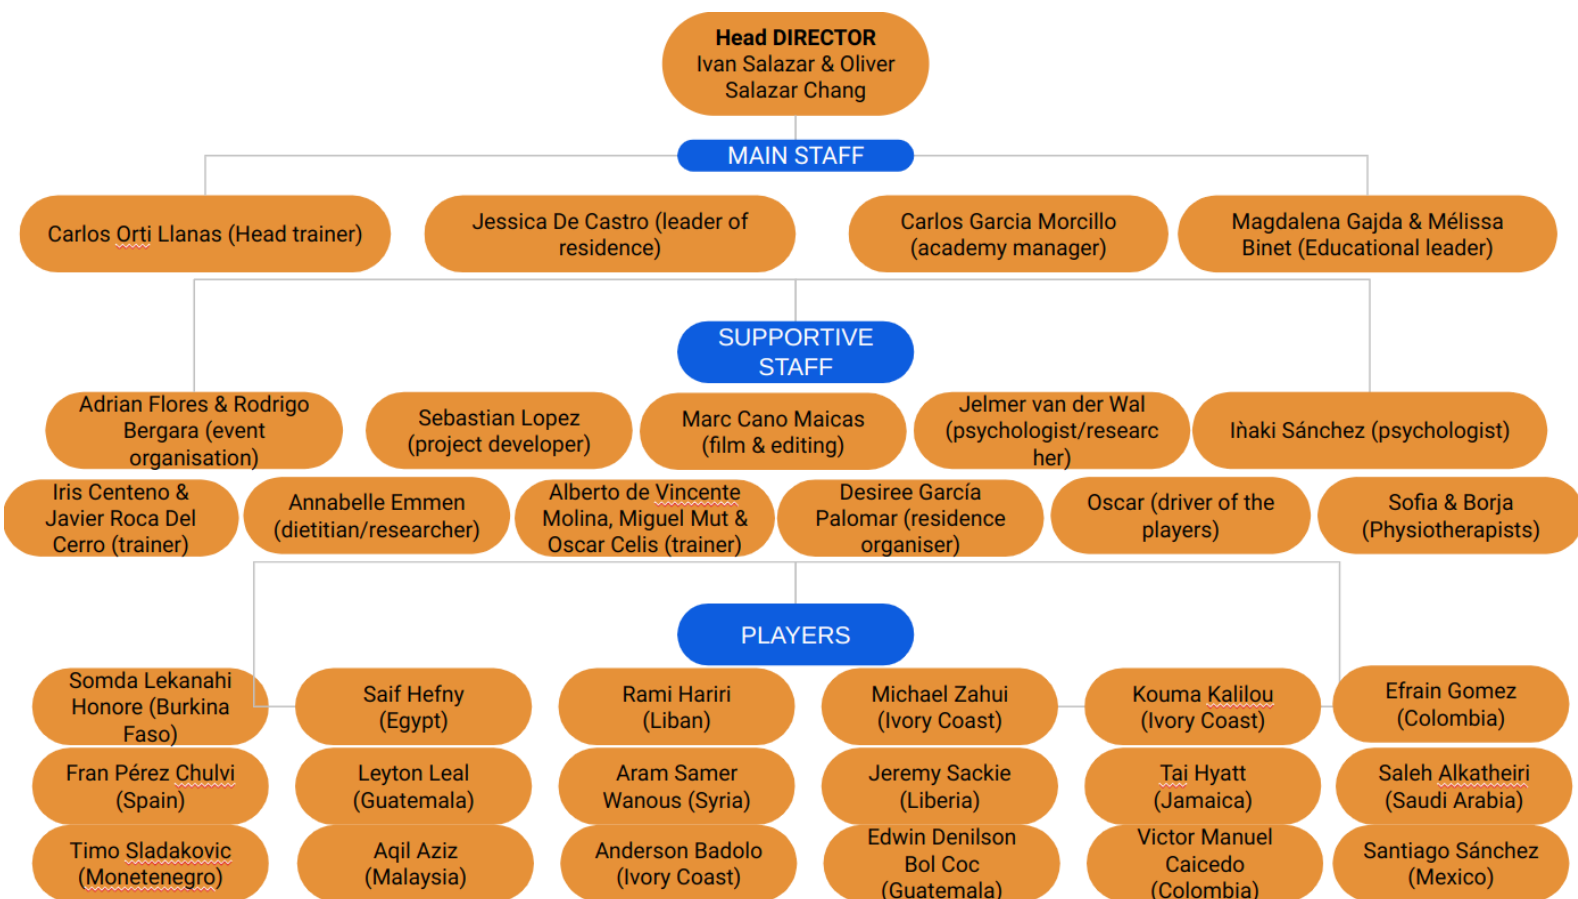 Head DIRECTOR
Ivan Salazar & Oliver
Salazar Chang
MAIN STAFF
Carlos Orti Llanas (Head trainer)
Jessica De Castro (leader of
residence)
Carlos Garcia Morcillo
(academy manager)
Magdalena Gajda & Mélissa
Binet (Educational leader)
SUPPORTIVE
STAFF
Adrian Flores & Rodrigo
Bergara (event
organisation)
Sebastian Lopez
(project developer)
Marc Cano Maicas
(film & editing)
Jelmer van der Wal
(psychologist/researc
her)
Iǹaki Sánchez (psychologist)
Iris Centeno &
Javier Roca Del
Cerro (trainer)
Annabelle Emmen
(dietitian/researcher)
Alberto de Vincente
Molina, Miguel Mut &
Oscar Celis (trainer)
Desiree García
Palomar (residence
organiser)
Oscar (driver of the
players)
Sofia & Borja
(Physiotherapists)
PLAYERS
Somda Lekanahi
Honore (Burkina
Faso)
Saif Hefny
(Egypt)
Rami Hariri
(Liban)
Michael Zahui
(Ivory Coast)
Kouma Kalilou
(Ivory Coast)
Efrain Gomez
(Colombia)
Fran Pérez Chulvi
(Spain)
Leyton Leal
(Guatemala)
Aram Samer
Wanous (Syria)
Jeremy Sackie
(Liberia)
Tai Hyatt
(Jamaica)
Saleh Alkatheiri
(Saudi Arabia)
Timo Sladakovic
(Monetenegro)
Aqil Aziz
(Malaysia)
Anderson Badolo
(Ivory Coast)
Edwin Denilson
Bol Coc
(Guatemala)
Victor Manuel
Caicedo
(Colombia)
Santiago Sánchez
(Mexico)